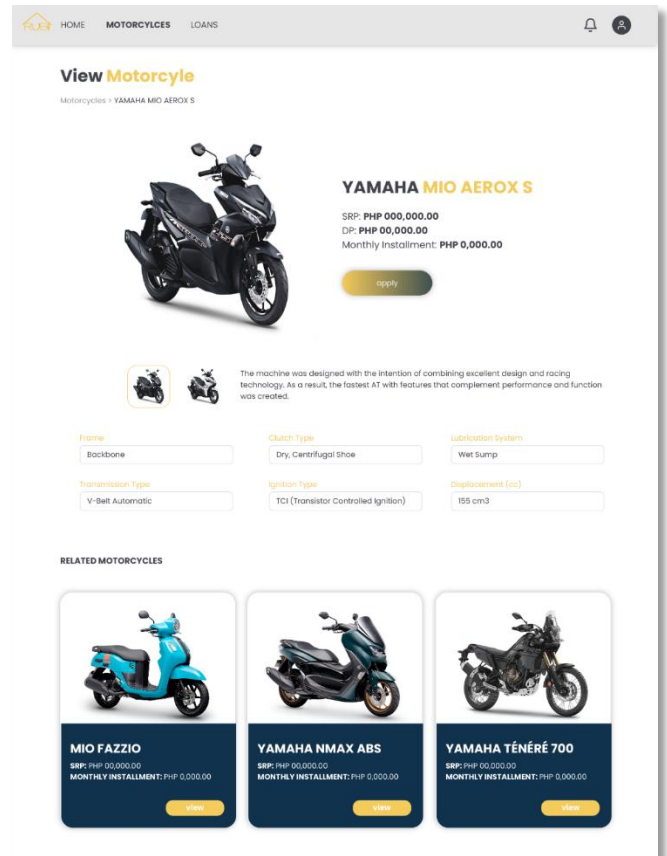 RUBI
HOME MOTORCYLCES LOANS
View Motorcyle
Motorcycles > YAMAHA MIO AEROX S
YAMAHA MIO AEROX S
SRP: PHP 000,000.00
DP: PHP 00,000.00
Monthly Installment: PHP 0,000.00
apply
The machine was designed with the intention of combining excellent design and racing
technology. As a result, the fastest AT with features that complement performance and function
was created.
Frame Clutch Type Lubrication System
Backbone Dry, Centrifugal Shoe Wet Sump
Transmission Type Ignition Type Displacement (cc)
V-Belt Automatic TCI (Transistor Controlled Ignition) 155 cm3
RELATED MOTORCYCLES
MIO FAZZIO
SRP: PHP 00,000.00
MONTHLY INSTALLMENT: PHP 0,000.00
view
YAMAHA NMAX ABS
SRP: PHP 00,000.00
MONTHLY INSTALLMENT: PHP 0,000.00
view
YAMAHA TÉNÉRÉ 700
SRP: PHP 00,000.00
MONTHLY INSTALLMENT: PHP 0,000.00
view